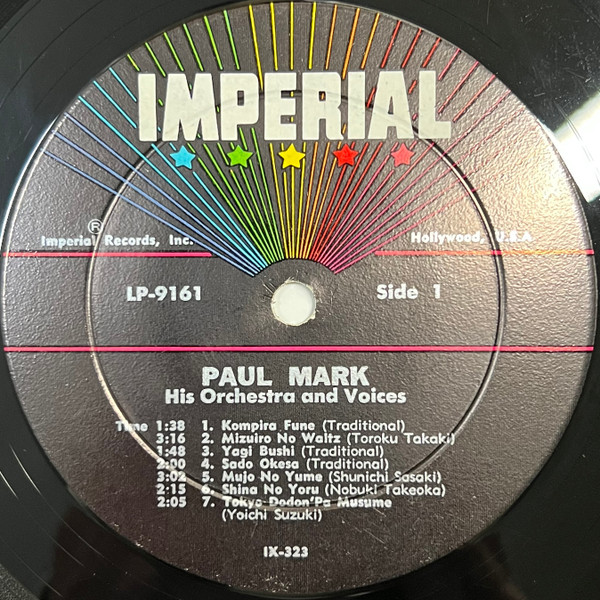 IMPERIAL
®
Imperial Records, Inc. Hollywood, U.S.A
LP-9161 Side 1
PAUL MARK
His Orchestra and Voices
Time 1:38 1. Kompira Fune (Traditional)
3:16 2. Mizuiro No Waltz (Toroku Takaki)
1:48 3. Yagi Bushi (Traditional)
2:00 4. Sado Okesa (Traditional)
3:02 5. Mujo No Yume (Shunichi Sasaki)
2:15 6. Shina No Yoru (Nobuki Takeoka)
2:05 7. Tokyo Dodon'Pa Musume
(Yoichi Suzuki)
IX-323